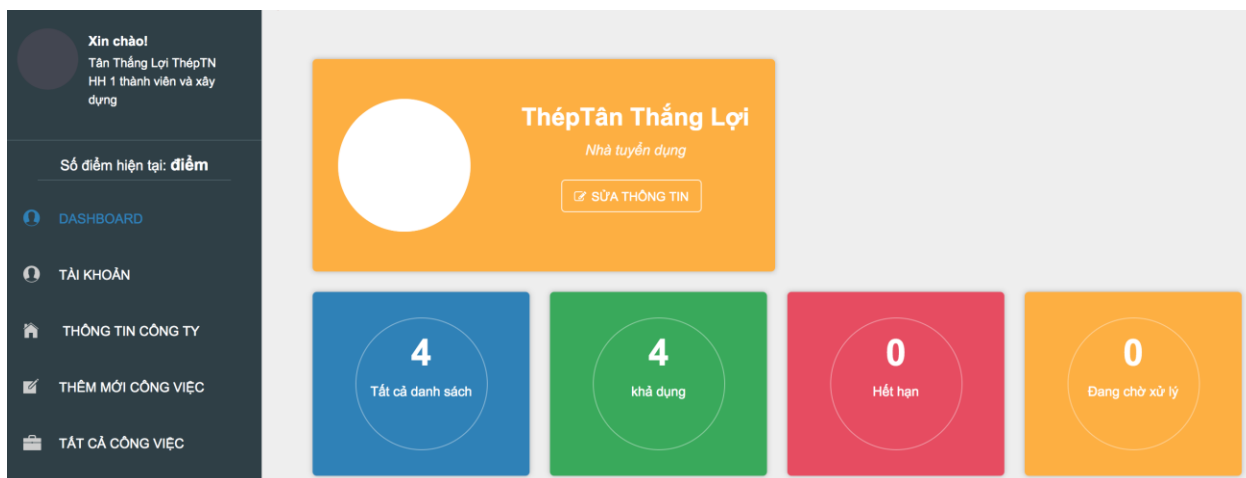 Xin chào!
Tân Thắng Lợi ThépTN
HH 1 thành viên và xây
dựng
Số điểm hiện tại: điểm
DASHBOARD
TÀI KHOẢN
THÔNG TIN CÔNG TY
THÊM MỚI CÔNG VIỆC
TẤT CẢ CÔNG VIỆC
ThépTân Thắng Lợi
Nhà tuyển dụng
SỬA THÔNG TIN
4
Tất cả danh sách
4
khả dụng
0
Hết hạn
0
Đang chờ xử lý